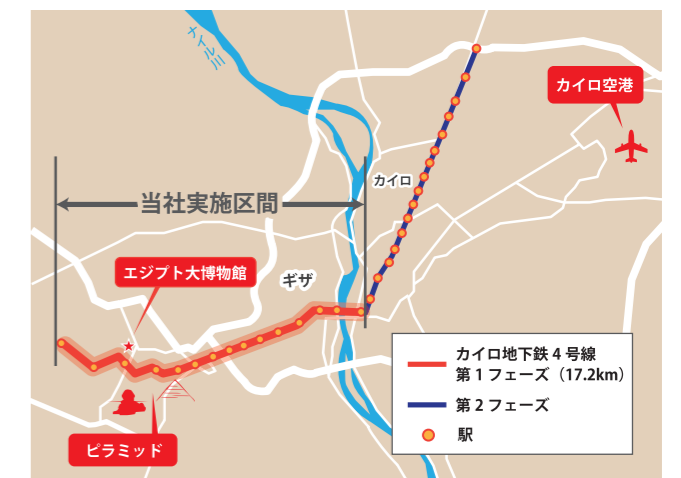 メイル川
カイロ空港
カイロ
当社実施区間
エジプト大博物館
ギザ
カイロ地下鉄4号線
第1フェーズ（17.2km）
第2フェーズ
駅
ピラミッド